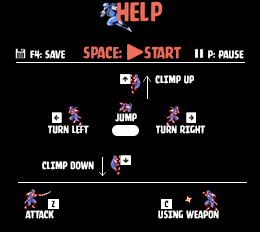 HELP
F4: SAVE SPACE: START P: PAUSE
CLIMP UP
JUMP
TURN LEFT TURN RIGHT
CLIMP DOWN
Z C
ATTACK USING WEAPON